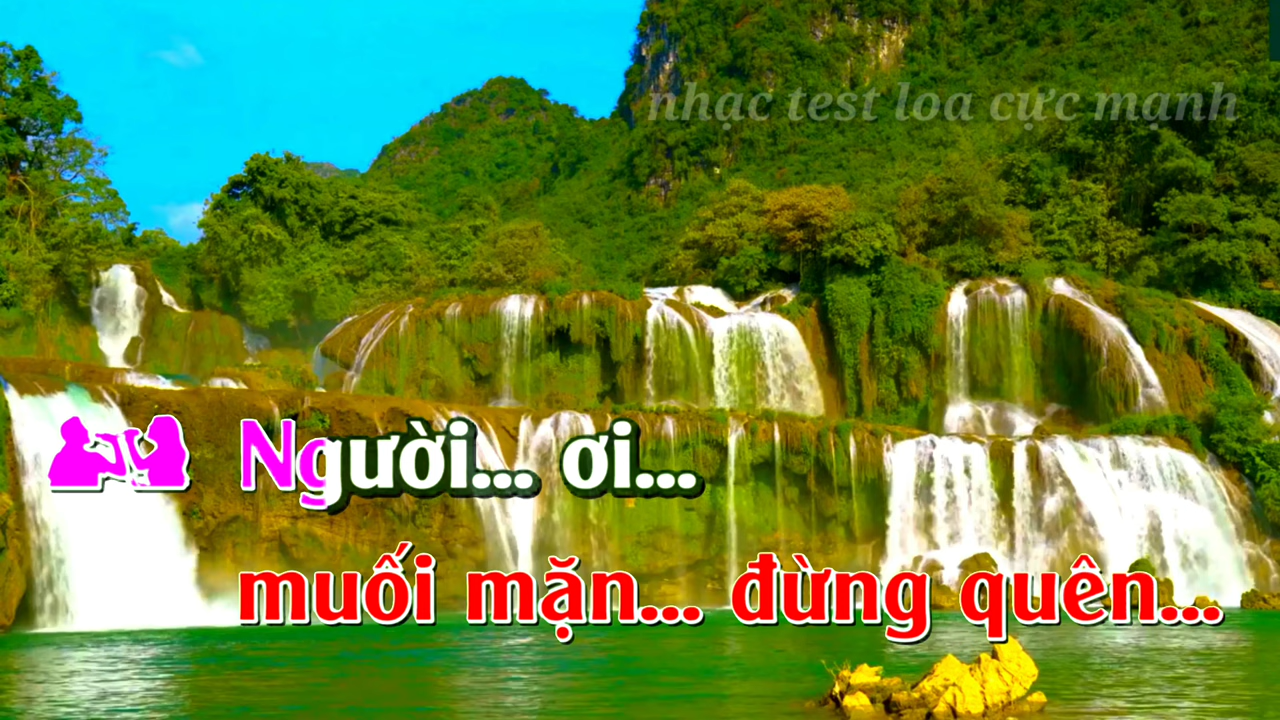 nhạc test loa cực mạnh
Người... ơi...
muối mặn... đừng quên...